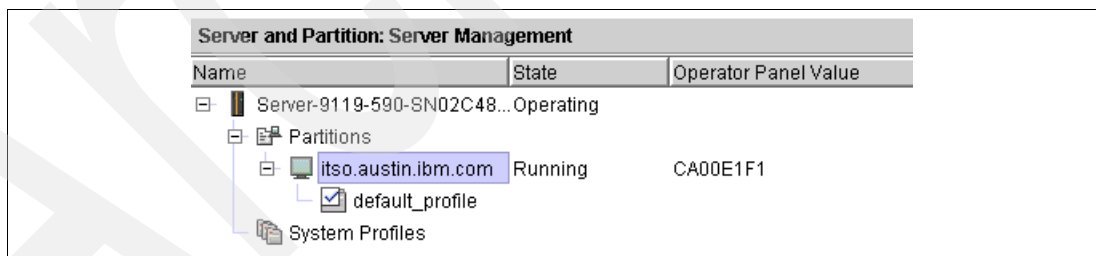 Server and Partition: Server Management
Name State Operator Panel Value
Server-9119-590-SN02C48... Operating
Partitions
itso.austin.ibm.com Running CA00E1F1
default_profile
System Profiles